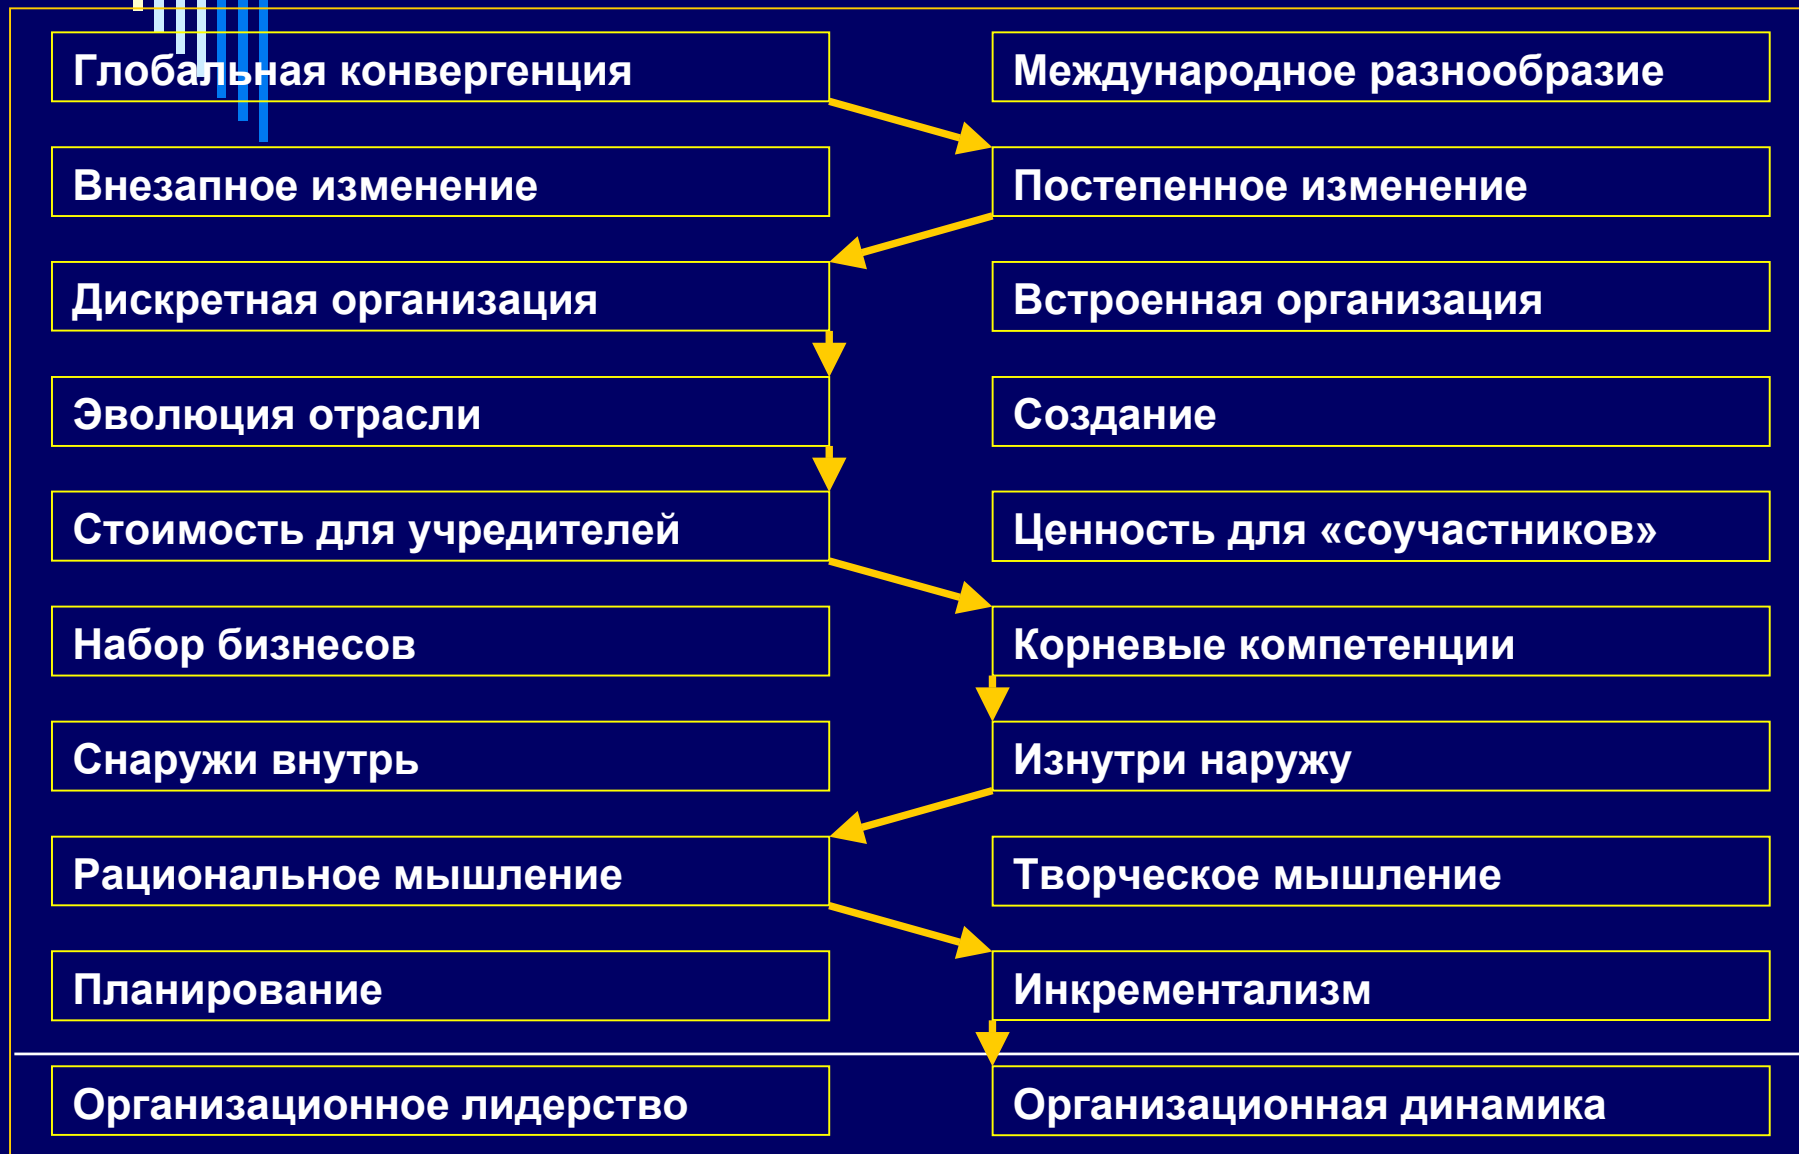 Глобальная конвергенция
Международное разнообразие
Внезапное изменение
Постепенное изменение
Дискретная организация
Встроенная организация
Эволюция отрасли
Создание
Стоимость для учредителей
Ценность для «соучастников»
Набор бизнесов
Корневые компетенции
Снаружи внутрь
Изнутри наружу
Рациональное мышление
Творческое мышление
Планирование
Инкрементализм
Организационное лидерство
Организационная динамика